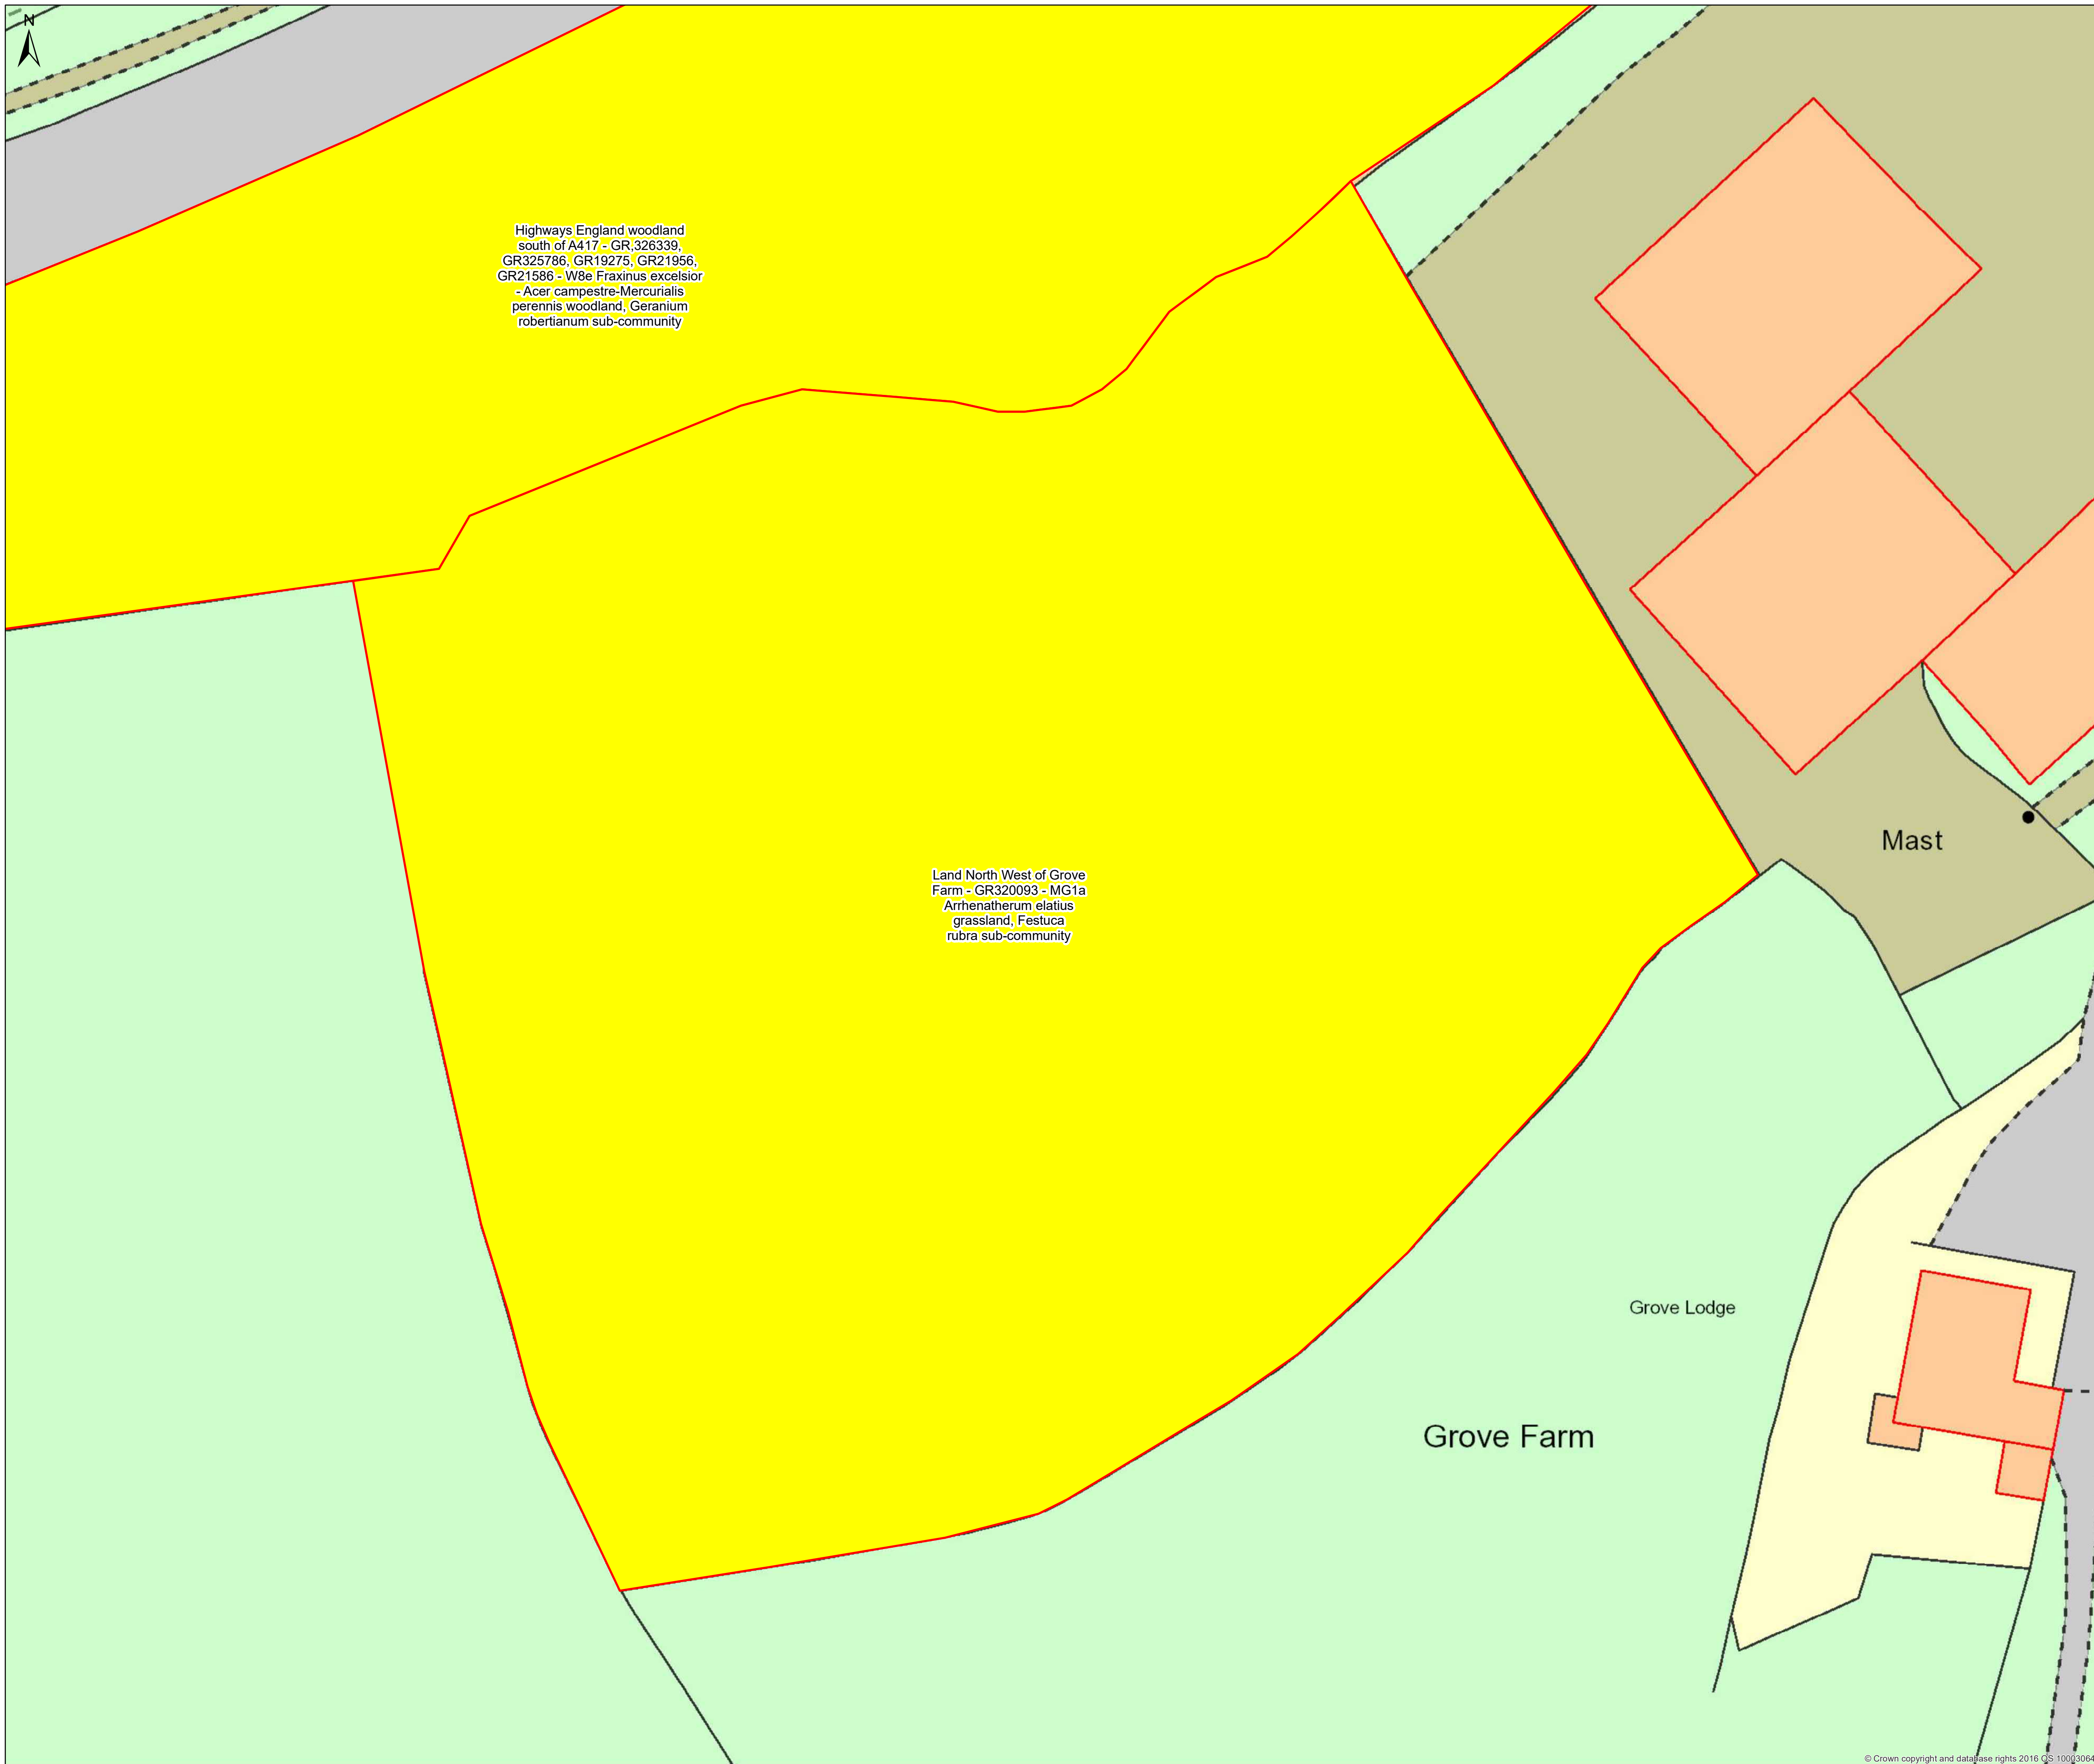 N
Highways England woodland
south of A417 - GR,326339,
GR325786, GR19275, GR21956,
GR21586 - W8e Fraxinus excelsior
- Acer campestre-Mercurialis
perennis woodland, Geranium
robertianum sub-community
Mast
Land North West of Grove
Farm - GR320093 - MG1a
Arrhenatherum elatius
grassland, Festuca
rubra sub-community
Grove Lodge
Grove Farm
© Crown copyright and database rights 2016 OS 10003064